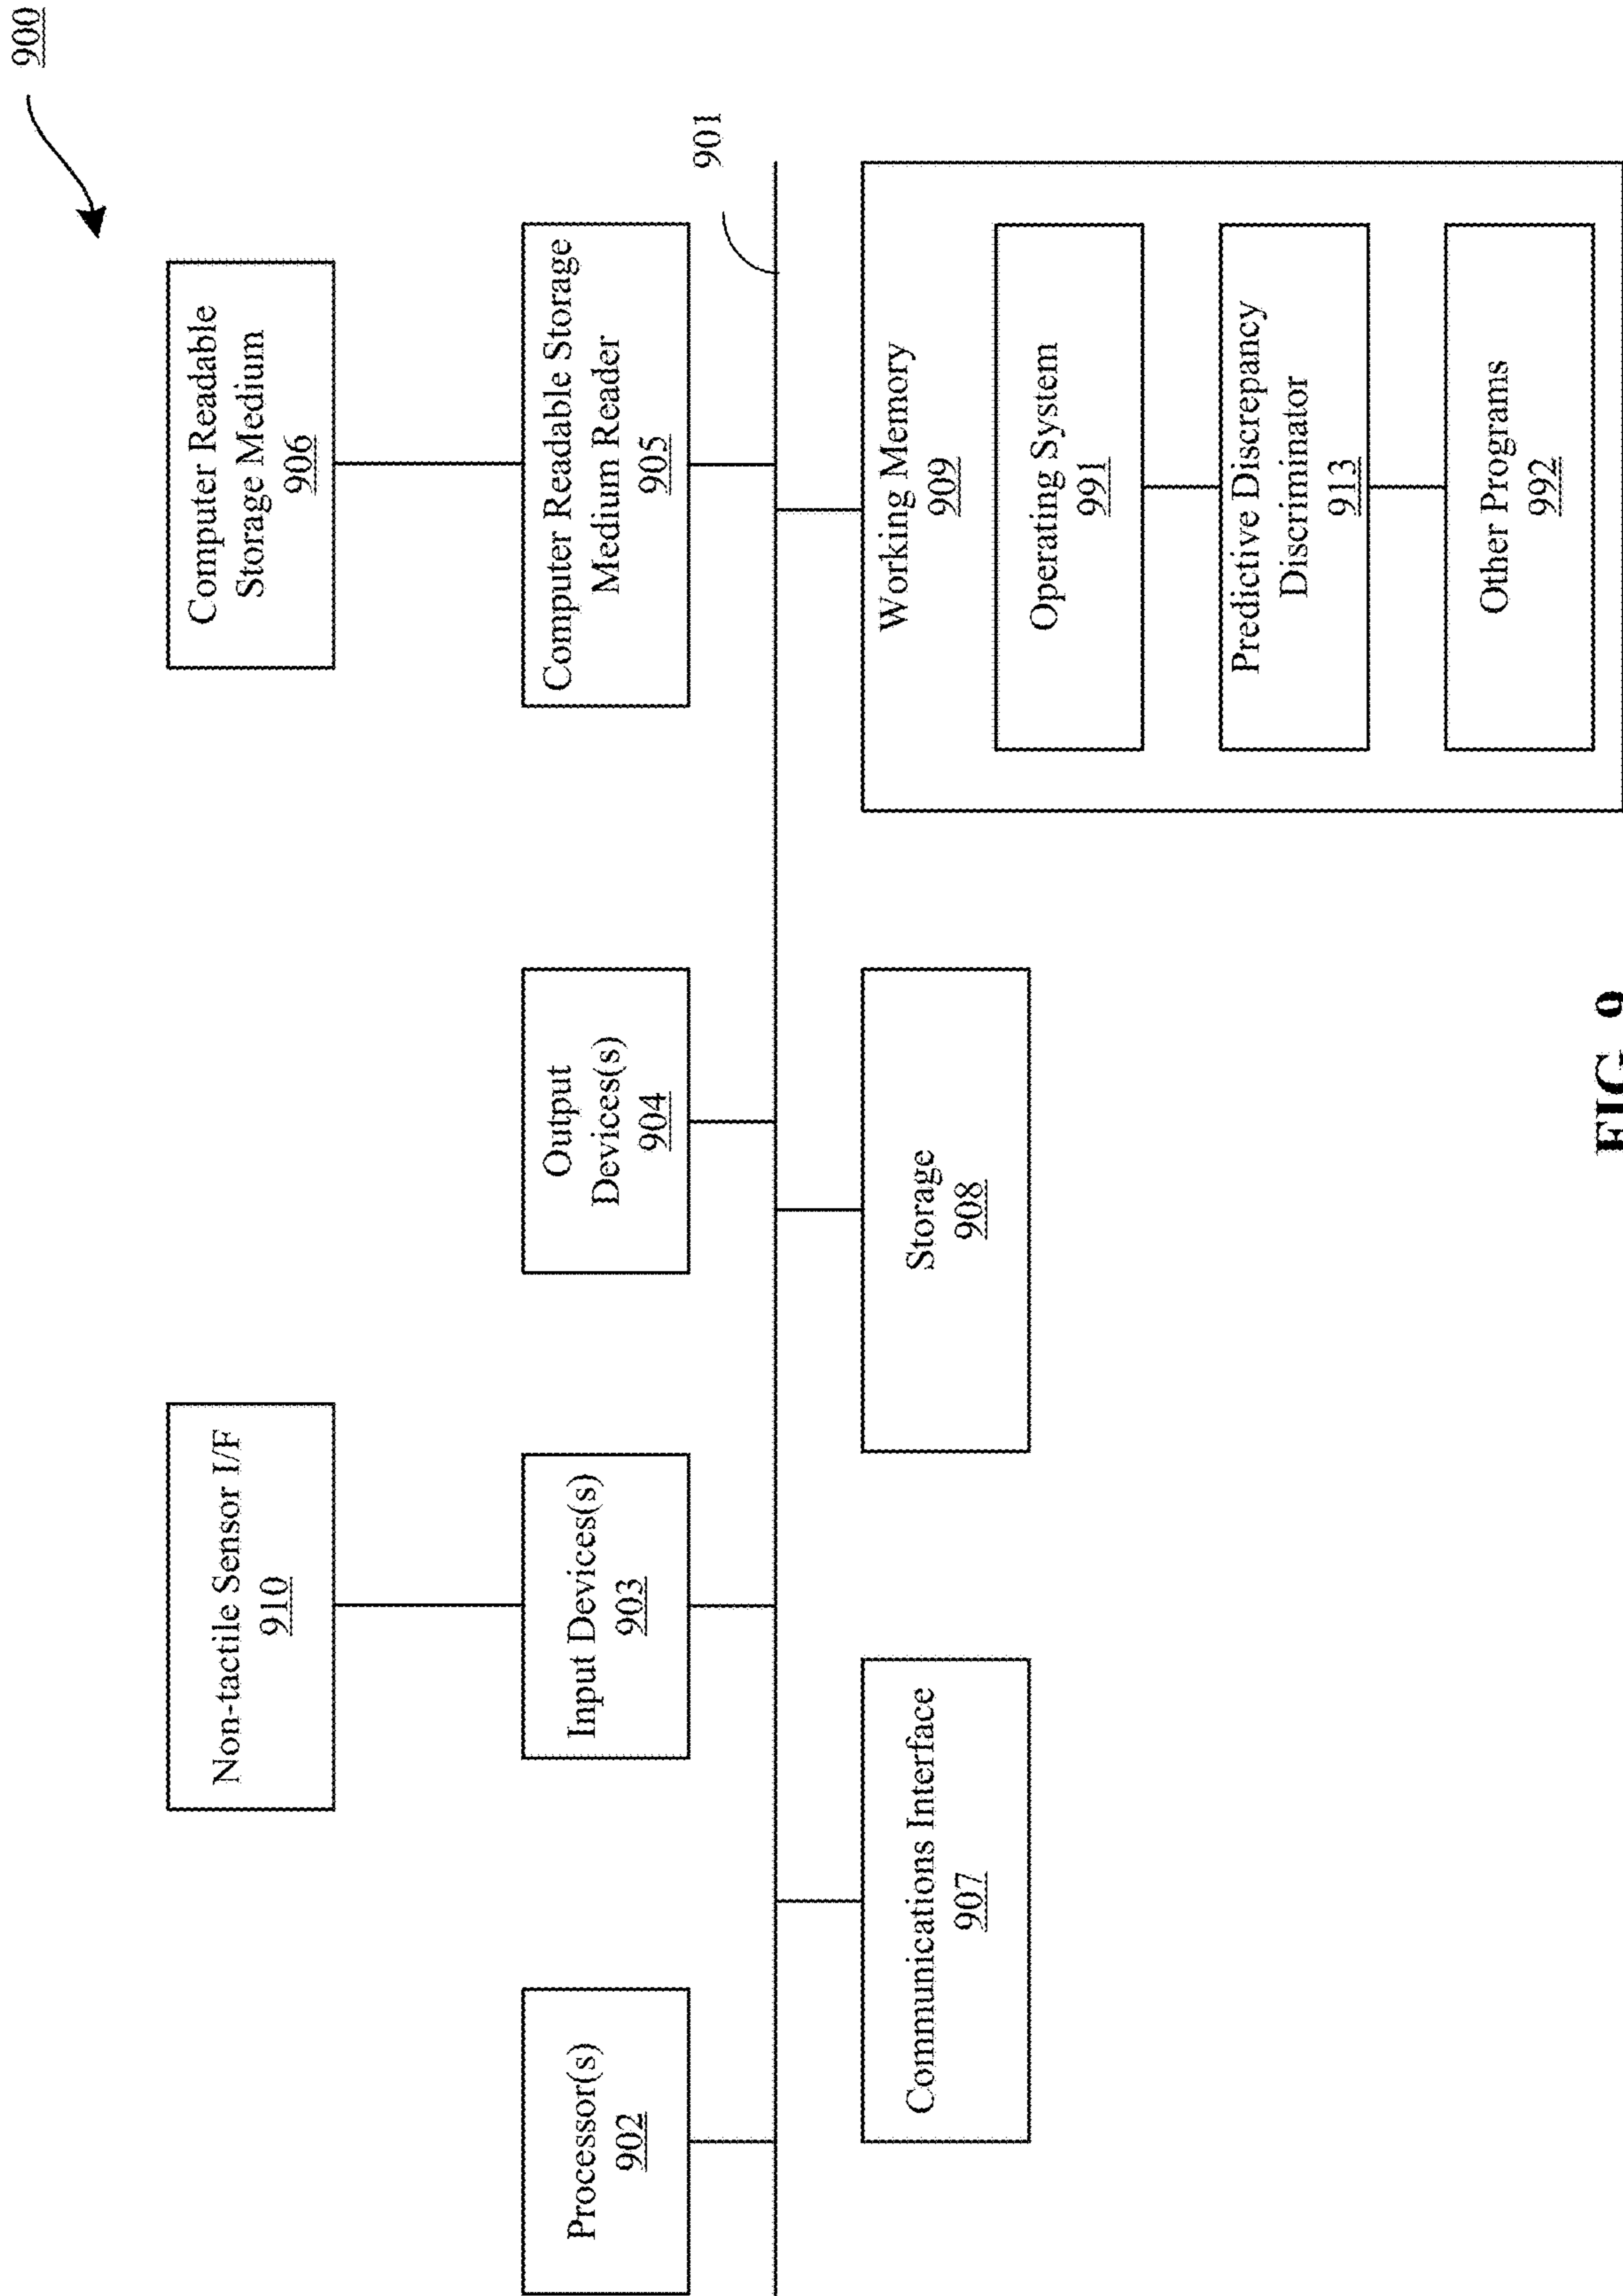 900
Non-tactile Sensor I/F
910
Computer Readable
Storage Medium
906
Processor(s)
902
Input Devices(s)
903
Output
Devices(s)
904
Computer Readable Storage
Medium Reader
905
901
Communications Interface
907
Storage
908
Working Memory
909
Operating System
991
Predictive Discrepancy
Discriminator
913
Other Programs
992
FIG. 9